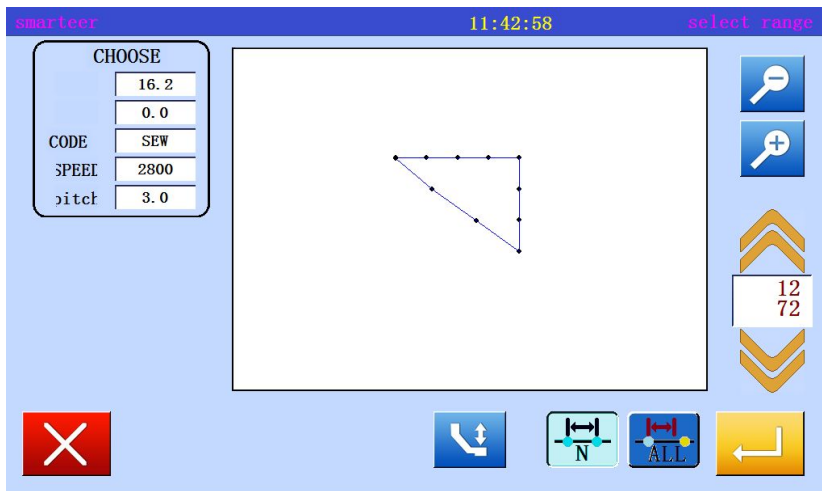 smarteer
11:42:58
select range
CHOOSE
16.2
0.0
CODE SEW
SPEEI 2800
pitch 3.0
12
72
N
ALL